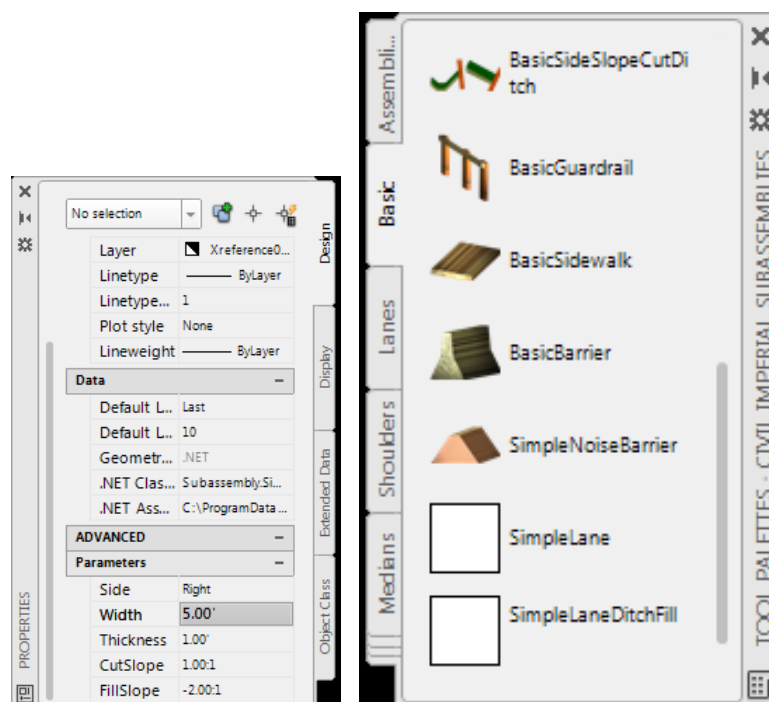 No selection
Layer Xreference0...
Linetype ByLayer
Linetype... 1
Plot style None
Lineweight ByLayer
Data
Default L... Last
Default L... 10
Geometr... .NET
.NET Clas... Subassembly.Si...
.NET Ass... C:\ProgramData...
ADVANCED
Parameters
Side Right
Width 5.00'
Thickness 1.00'
CutSlope 1.00:1
FillSlope -2.00:1
Design
Display
Extended Data
Object Class
PROPERTIES
Assembli...
Basic
Lanes
Shoulders
Medians
BasicSideSlopeCutDi
tch
BasicGuardrail
BasicSidewalk
BasicBarrier
SimpleNoiseBarrier
SimpleLane
SimpleLaneDitchFill
TOOL PALETTES - CIVIL IMPERIAL SUBASSEMBLIES